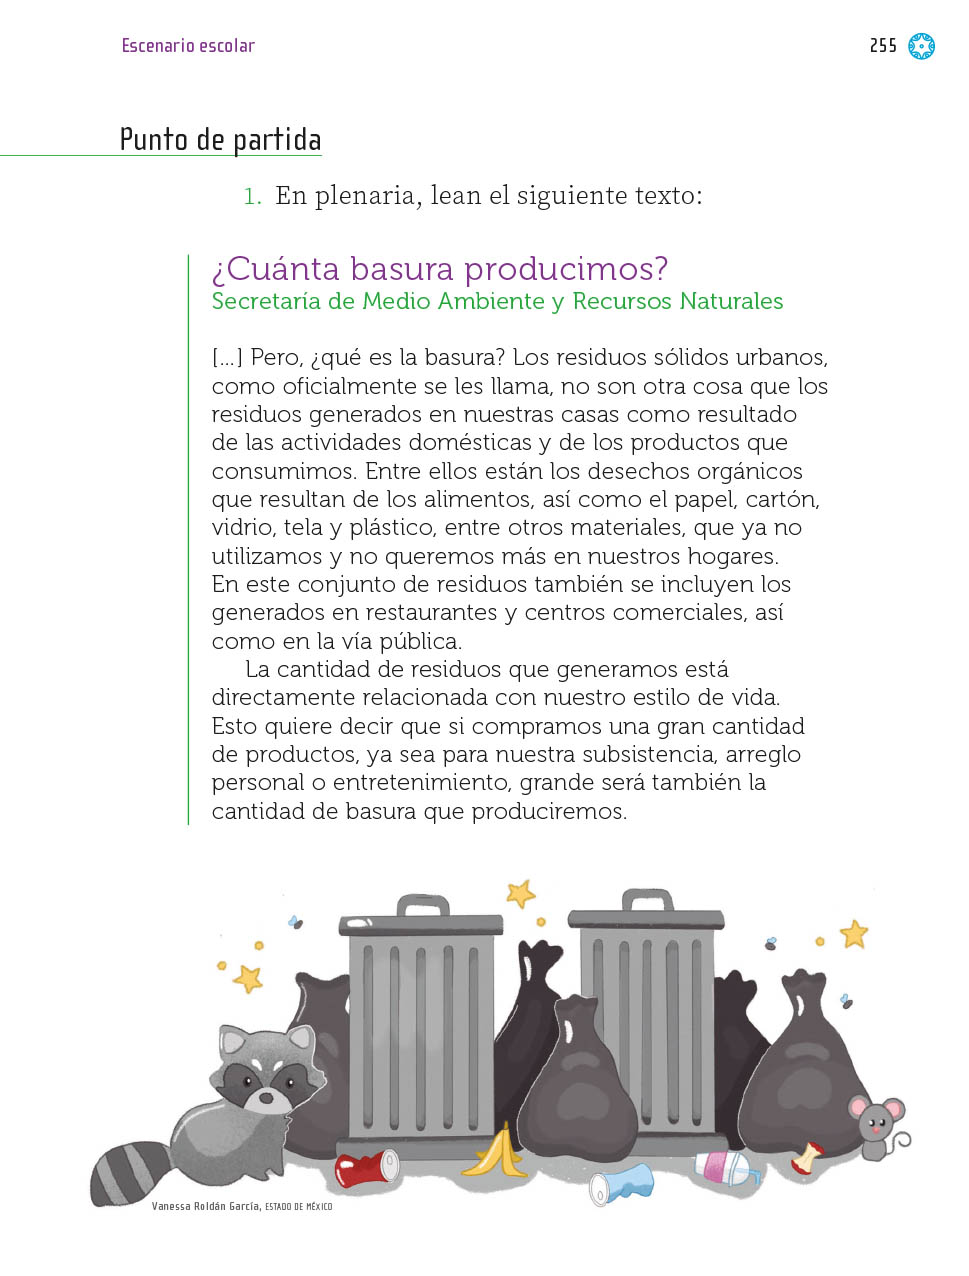 Escenario escolar
255
Punto de partida
1. En plenaria, lean el siguiente texto:
¿Cuánta basura producimos?
Secretaría de Medio Ambiente y Recursos Naturales
[...] Pero, ¿qué es la basura? Los residuos sólidos urbanos,
como oficialmente se les llama, no son otra cosa que los
residuos generados en nuestras casas como resultado
de las actividades domésticas y de los productos que
consumimos. Entre ellos están los desechos orgánicos
que resultan de los alimentos, así como el papel, cartón,
vidrio, tela y plástico, entre otros materiales, que ya no
utilizamos y no queremos más en nuestros hogares.
En este conjunto de residuos también se incluyen los
generados en restaurantes y centros comerciales, así
como en la vía pública.
La cantidad de residuos que generamos está
directamente relacionada con nuestro estilo de vida.
Esto quiere decir que si compramos una gran cantidad
de productos, ya sea para nuestra subsistencia, arreglo
personal o entretenimiento, grande será también la
cantidad de basura que produciremos.
Vanessa Roldán García, ESTADO DE MÉXICO